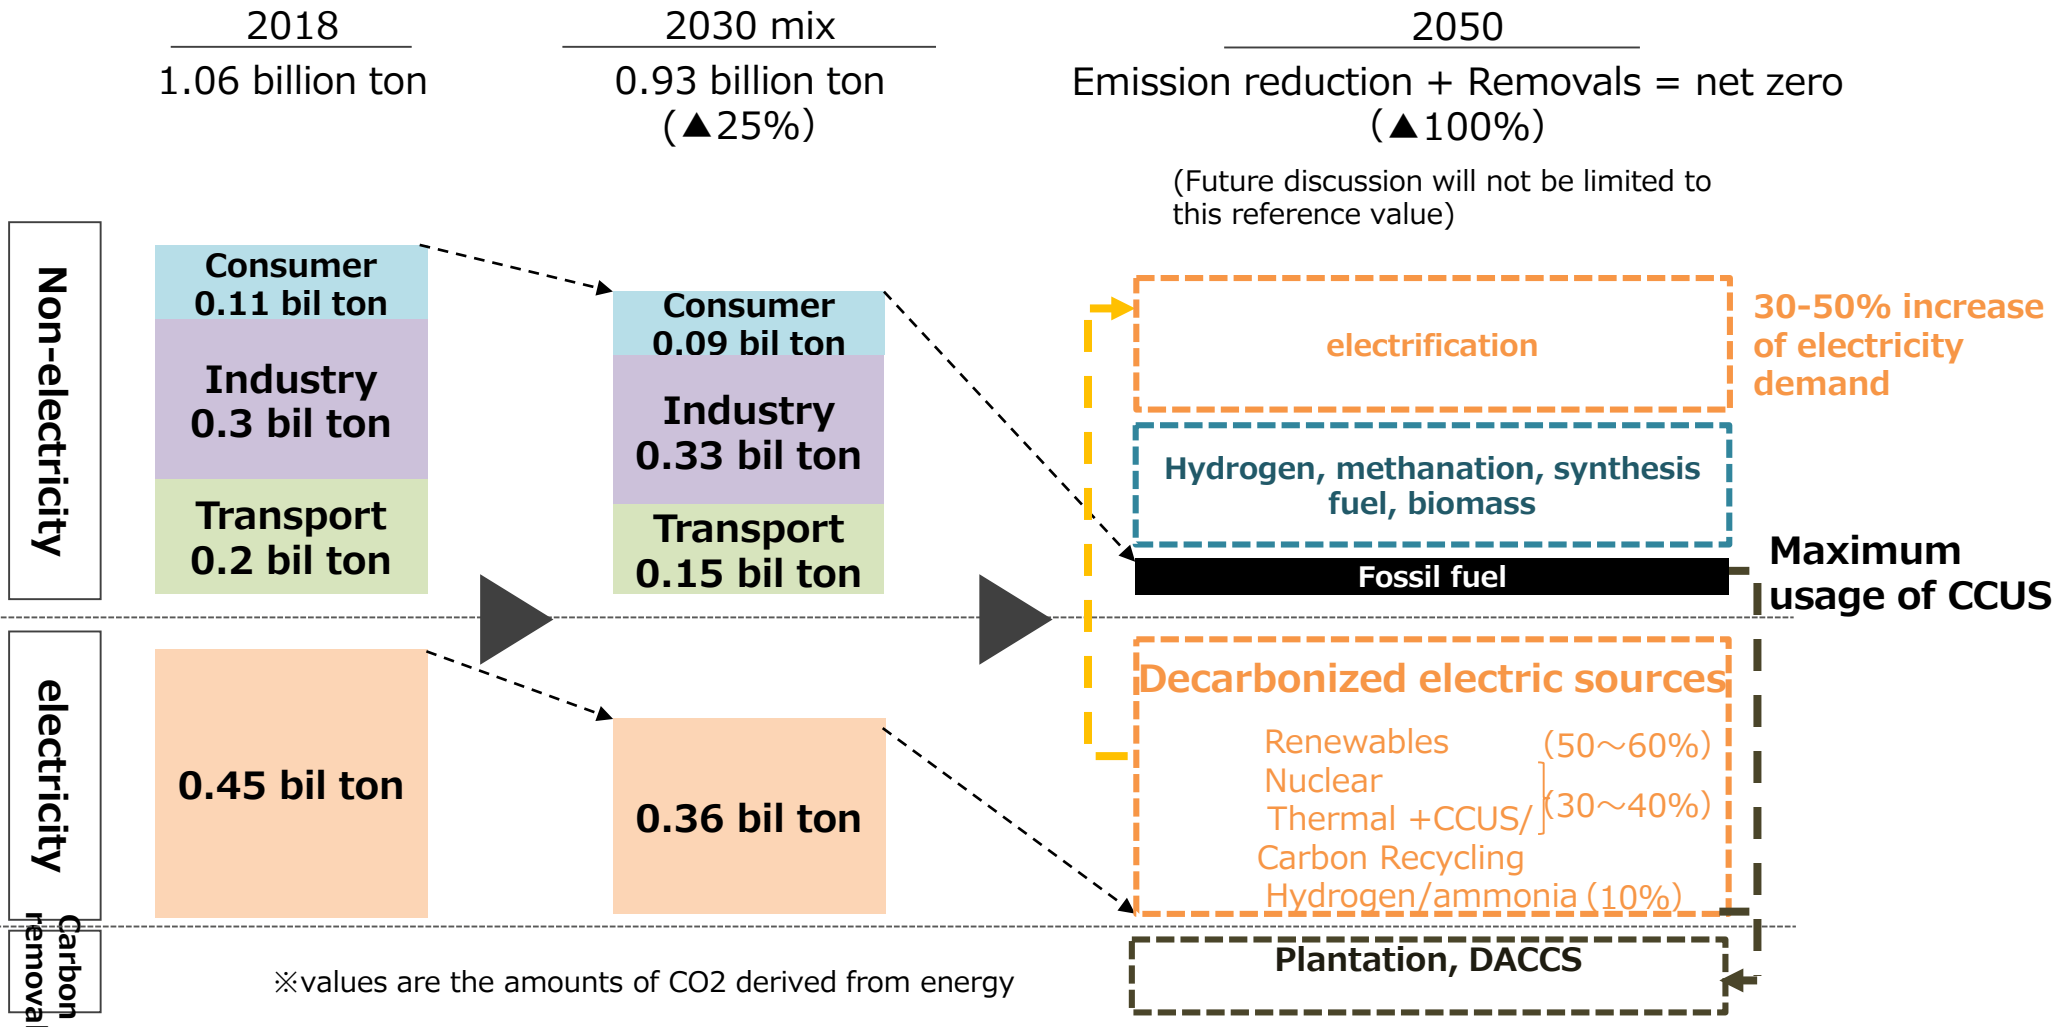 2018
1.06 billion ton
2030 mix
0.93 billion ton
(▲25%)
2050
Emission reduction + Removals = net zero
(▲100%)
(Future discussion will not be limited to
this reference value)
Non-electricity
Consumer
0.11 bil ton
Industry
0.3 bil ton
Transport
0.2 bil ton
Consumer
0.09 bil ton
Industry
0.33 bil ton
Transport
0.15 bil ton
electrification
30-50% increase
of electricity
demand
Hydrogen, methanation, synthesis
fuel, biomass
Fossil fuel
Maximum
usage of CCUS
electricity
0.45 bil ton
0.36 bil ton
Decarbonized electric sources
Renewables (50～60%)
Nuclear
Thermal +CCUS/ (30～40%)
Carbon Recycling
Hydrogen/ammonia (10%)
Carbon
removal
Plantation, DACCS
※values are the amounts of CO2 derived from energy